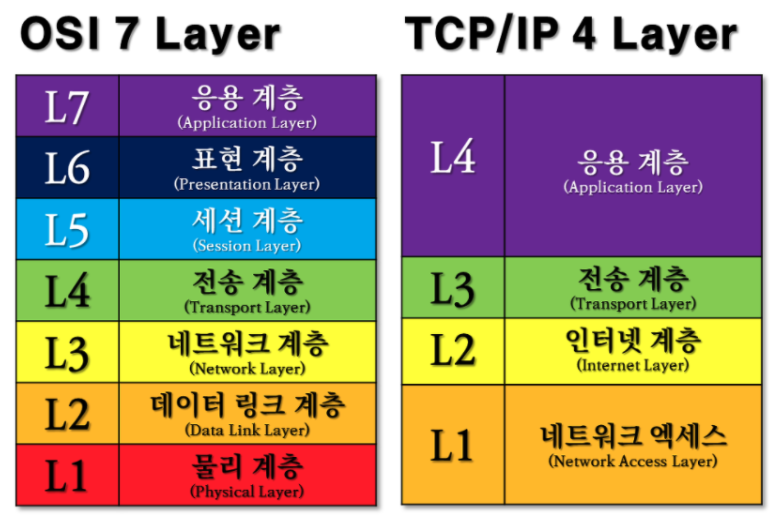 OSI 7 Layer
L7
응용 계층
(Application Layer)
L6
표현 계층
(Presentation Layer)
L5
세션 계층
(Session Layer)
L4
전송 계층
(Transport Layer)
L3
네트워크 계층
(Network Layer)
L2
데이터 링크 계층
(Data Link Layer)
L1
물리 계층
(Physical Layer)
TCP/IP 4 Layer
L4
응용 계층
(Application Layer)
L3
전송 계층
(Transport Layer)
L2
인터넷 계층
(Internet Layer)
L1
네트워크 엑세스
(Network Access Layer)